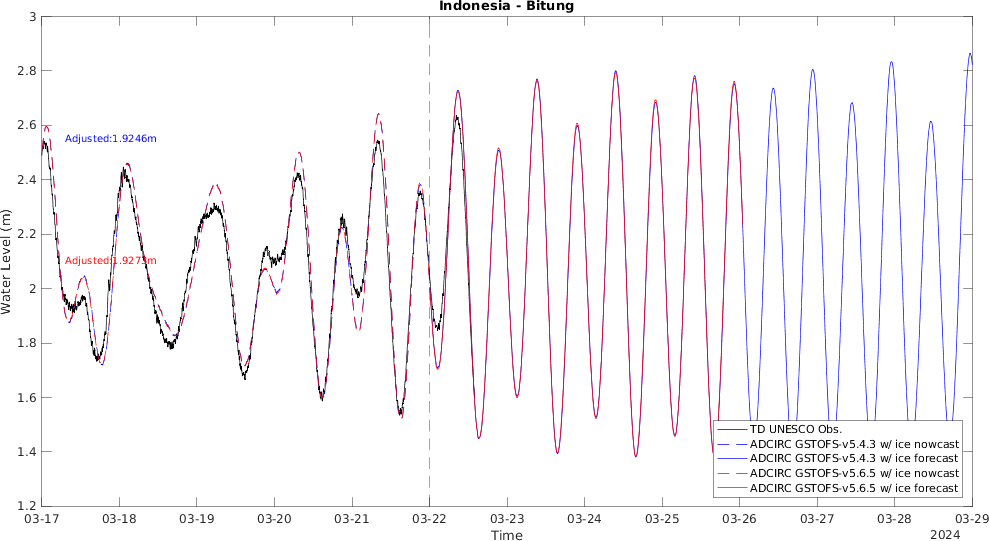 Indonesia - Bitung
Water Level (m)
3
2.8
2.6
2.4
2.2
2
1.8
1.6
1.4
1.2
Adjusted:1.9246m
Adjusted:1.9273m
TD UNESCO Obs.
ADCIRC GSTOFS-v5.4.3 w/ ice nowcast
ADCIRC GSTOFS-v5.4.3 w/ ice forecast
ADCIRC GSTOFS-v5.6.5 w/ ice nowcast
ADCIRC GSTOFS-v5.6.5 w/ ice forecast
03-17 03-18 03-19 03-20 03-21 03-22 03-23 03-24 03-25 03-26 03-27 03-28 03-29
Time
2024